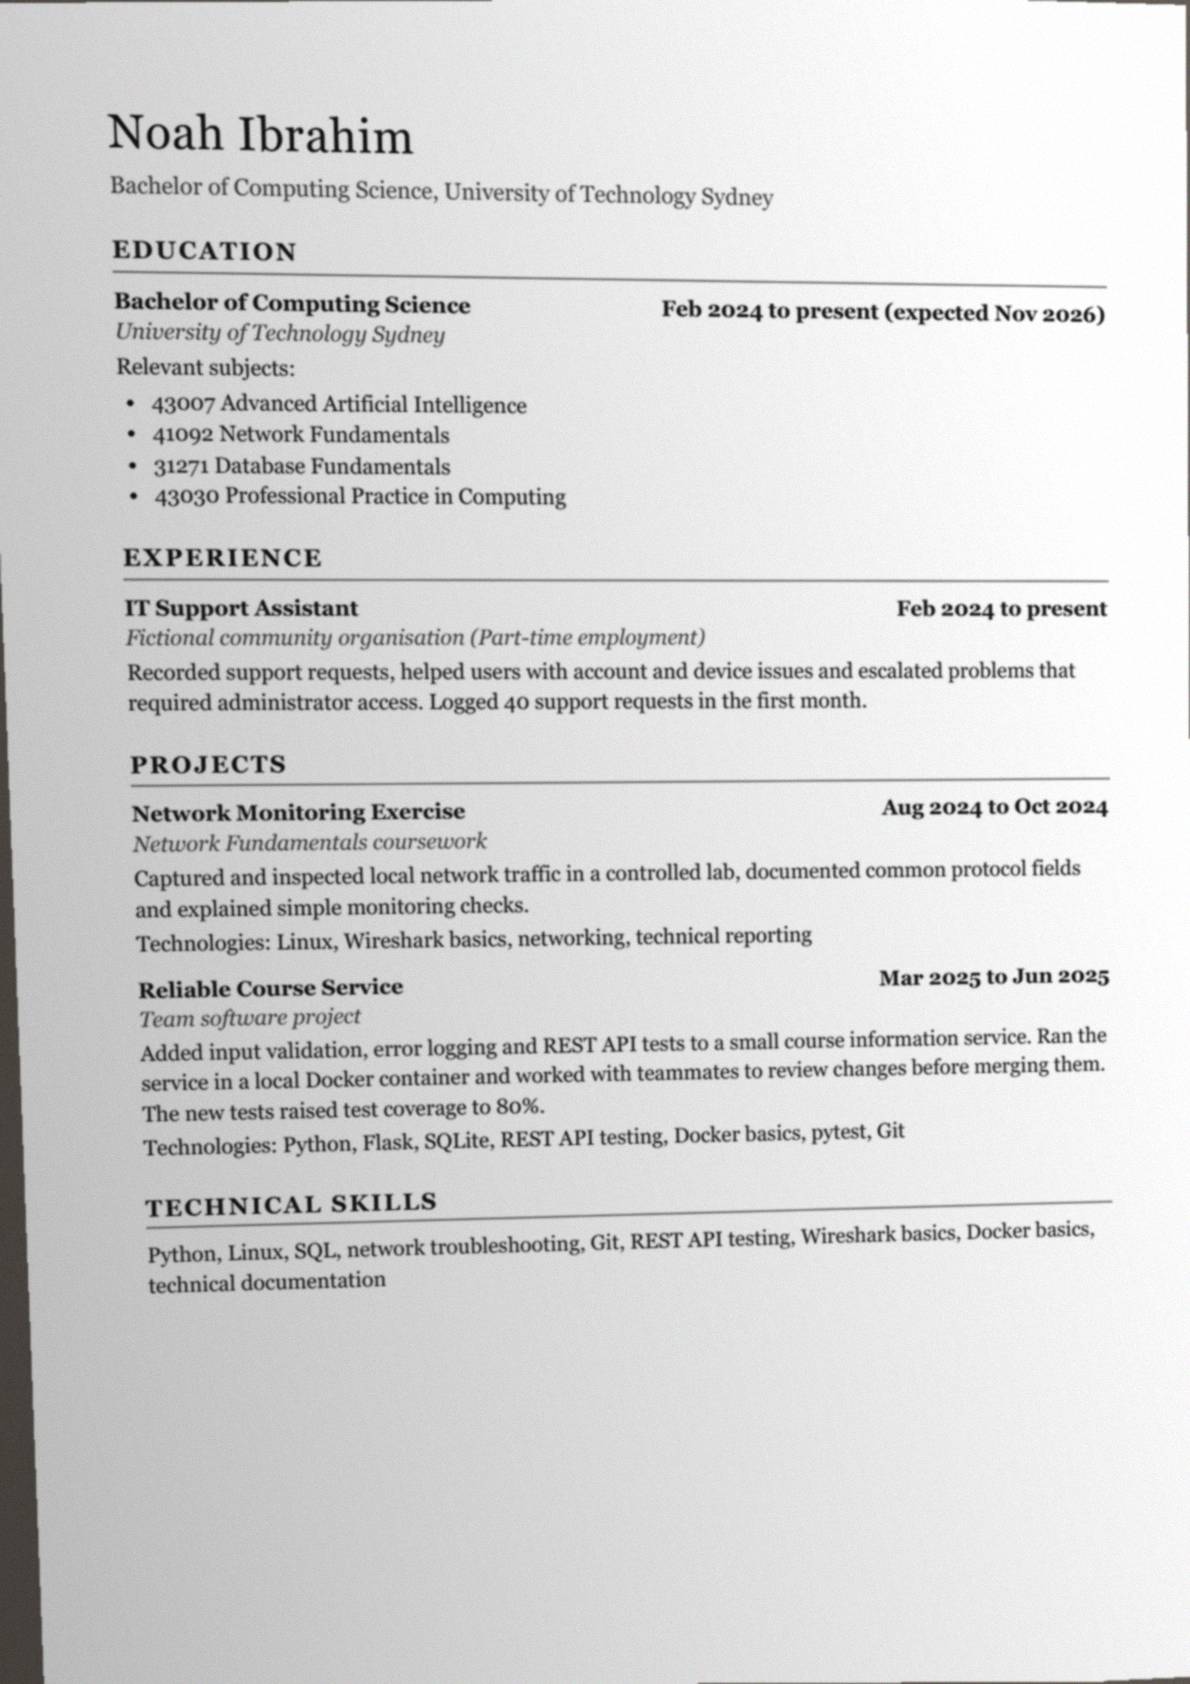 Noah Ibrahim
Bachelor of Computing Science, University of Technology Sydney
EDUCATION
Bachelor of Computing Science Feb 2024 to present (expected Nov 2026)
University of Technology Sydney
Relevant subjects:
• 43007 Advanced Artificial Intelligence
• 41092 Network Fundamentals
• 31271 Database Fundamentals
• 43030 Professional Practice in Computing
EXPERIENCE
IT Support Assistant Feb 2024 to present
Fictional community organisation (Part-time employment)
Recorded support requests, helped users with account and device issues and escalated problems that
required administrator access. Logged 40 support requests in the first month.
PROJECTS
Network Monitoring Exercise Aug 2024 to Oct 2024
Network Fundamentals coursework
Captured and inspected local network traffic in a controlled lab, documented common protocol fields
and explained simple monitoring checks.
Technologies: Linux, Wireshark basics, networking, technical reporting
Reliable Course Service Mar 2025 to Jun 2025
Team software project
Added input validation, error logging and REST API tests to a small course information service. Ran the
service in a local Docker container and worked with teammates to review changes before merging them.
The new tests raised test coverage to 80%.
Technologies: Python, Flask, SQLite, REST API testing, Docker basics, pytest, Git
TECHNICAL SKILLS
Python, Linux, SQL, network troubleshooting, Git, REST API testing, Wireshark basics, Docker basics,
technical documentation